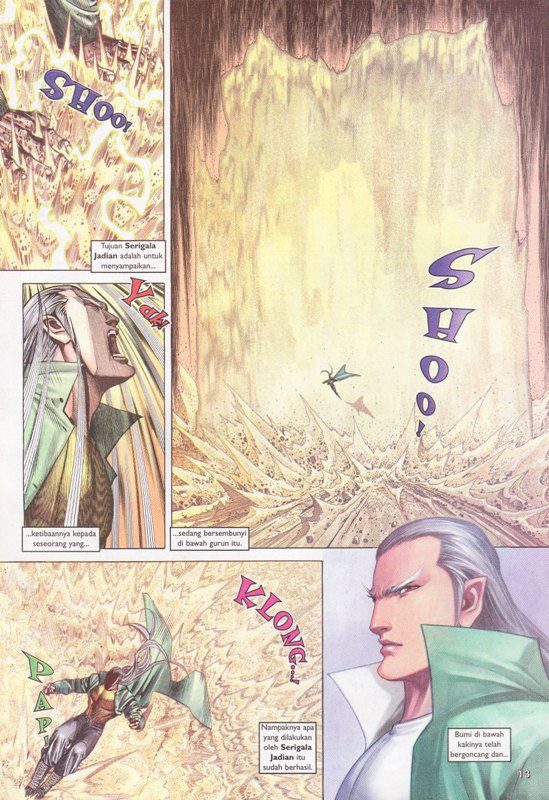 SHOO!
Tujuan Serigala
Jadian adalah untuk
menyampaikan...
SHOO!
Yah
...ketibaannya kepada
seseorang yang...
...sedang bersembunyi
di bawah gurun itu.
KLONG...!
PAP!
Nampaknya apa
yang dilakukan
oleh Serigala
Jadian itu
sudah berhasil.
Bumi di bawah
kakinya telah
bergoncang dan...
13